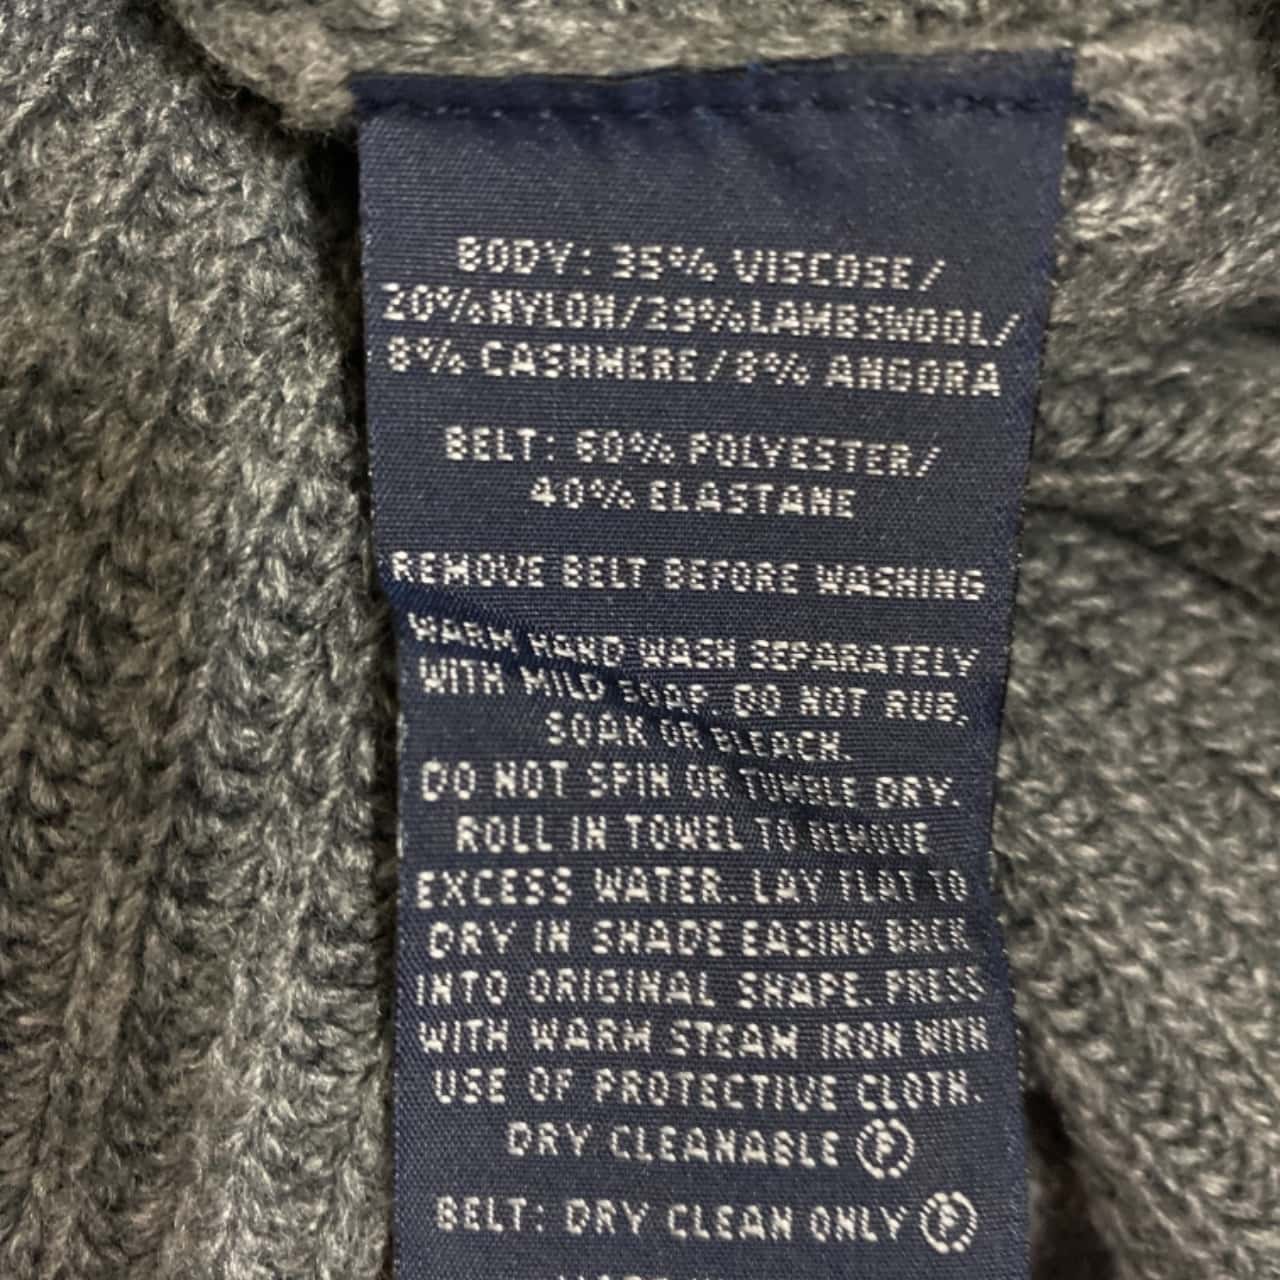 BODY: 35% VISCOSE/
20% NYLON/29% LAMBSWOOL/
8% CASHMERE/8% ANGORA
BELT: 60% POLYESTER/
40% ELASTANE
REMOVE BELT BEFORE WASHING
WARM HAND WASH SEPARATELY
WITH MILD SOAP. DO NOT RUB,
SOAK OR BLEACH.
DO NOT SPIN OR TUMBLE DRY.
ROLL IN TOWEL TO REMOVE
EXCESS WATER. LAY FLAT TO
DRY IN SHADE EASING BACK
INTO ORIGINAL SHAPE. PRESS
WITH WARM STEAM IRON WITH
USE OF PROTECTIVE CLOTH.
DRY CLEANABLE Ⓟ
BELT: DRY CLEAN ONLY Ⓟ